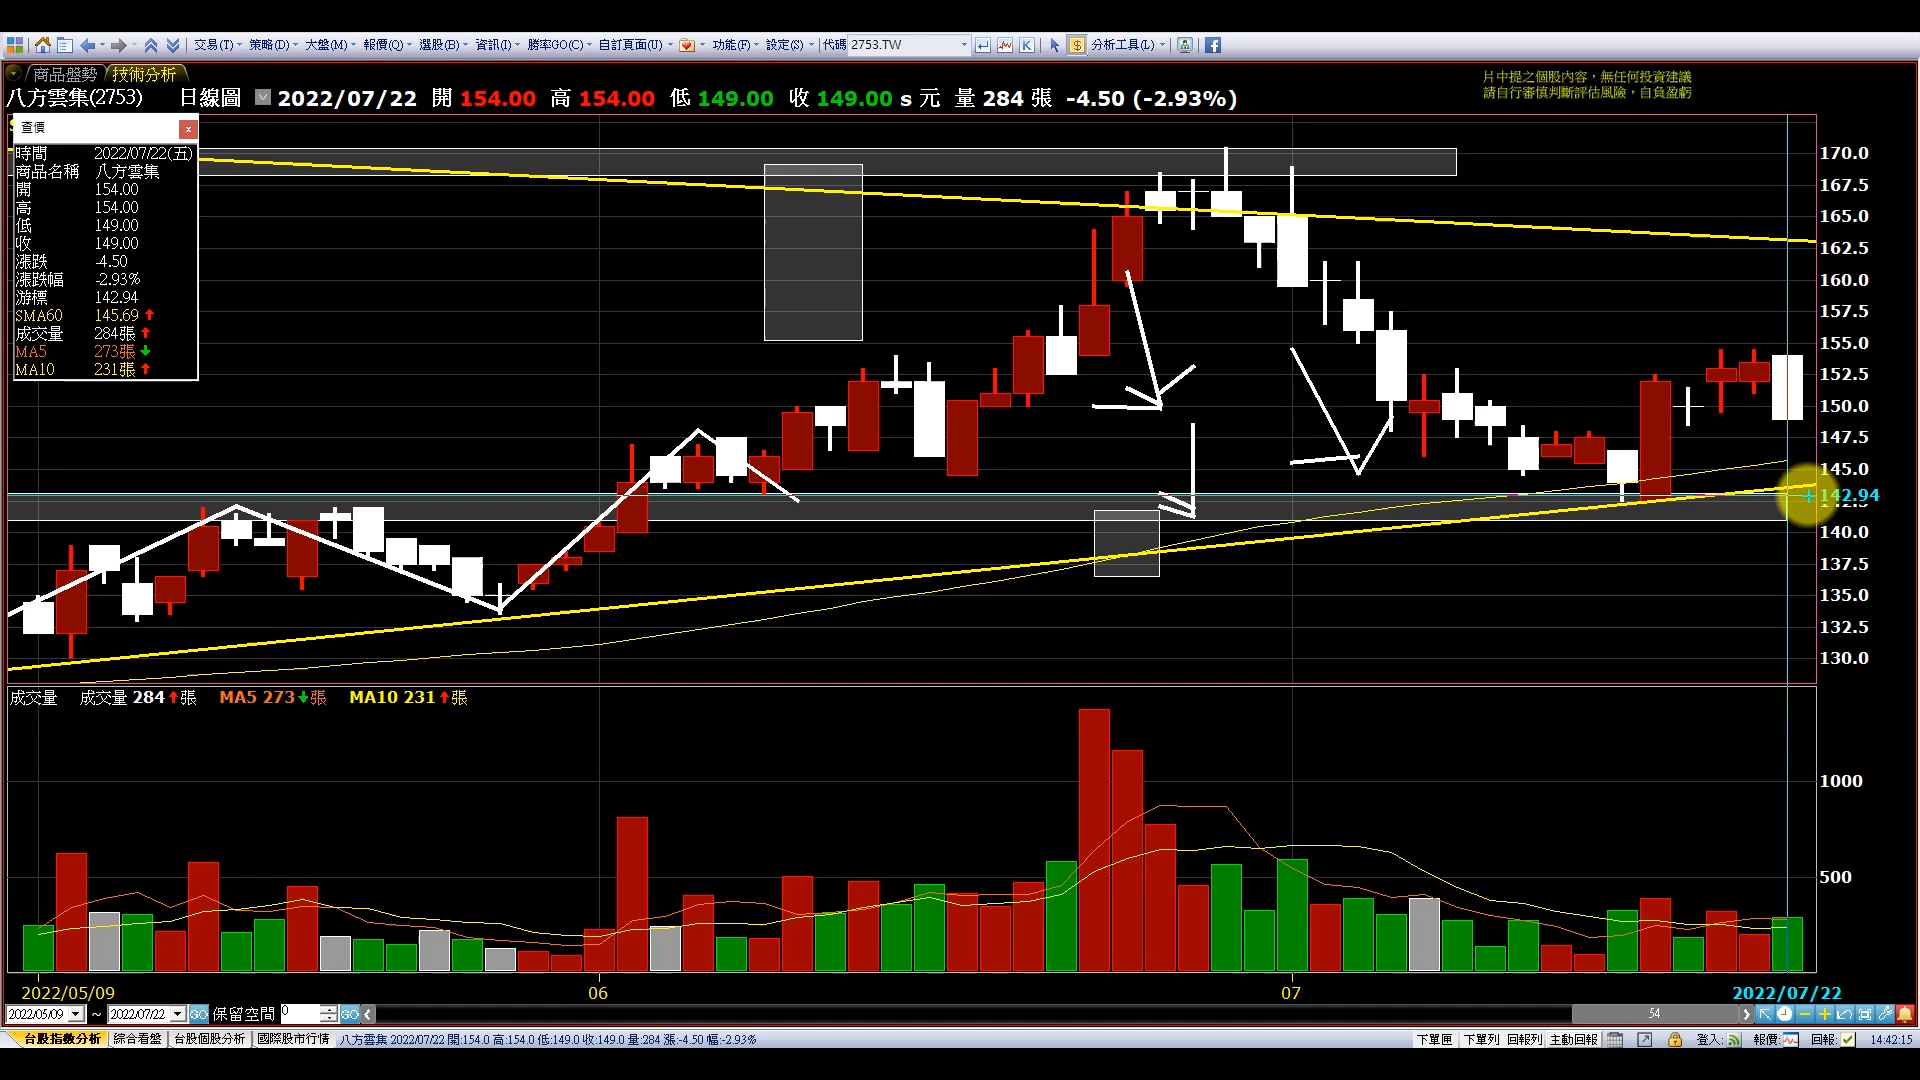 交易(T) 策略(D) 大盤(M) 報價(Q) 選股(B) 資訊(I) 勝率GO(C) 自訂頁面(U) 功能(F) 設定(S) 代碼 2753.TW K $ 分析工具(L)
商品盤勢 技術分析
片中提之個股內容，無任何投資建議
請自行審慎判斷評估風險，自負盈虧
八方雲集(2753) 日線圖 2022/07/22 開 154.00 高 154.00 低 149.00 收 149.00 s 元 量 284 張 -4.50 (-2.93%)
查價 x
時間 2022/07/22(五)
商品名稱 八方雲集
開 154.00
高 154.00
低 149.00
收 149.00
漲跌 -4.50
漲跌幅 -2.93%
游標 142.94
SMA60 145.69
成交量 284張
MA5 273張
MA10 231張
170.0
167.5
165.0
162.5
160.0
157.5
155.0
152.5
150.0
147.5
145.0
142.94
140.0
137.5
135.0
132.5
130.0
成交量 成交量 284 張 MA5 273 張 MA10 231 張
1000
500
2022/05/09 06 07 2022/07/22
2022/05/09 ~ 2022/07/22 GO 保留空間 0 GO 54
台股指數分析 綜合看盤 台股個股分析 國際股市行情 八方雲集 2022/07/22 開:154.0 高:154.0 低:149.0 收:149.0 量:284 漲:-4.50 幅:-2.93% 下單匣 下單列 回報列 主動回報 登入: 報價: 回報: 14:42:15